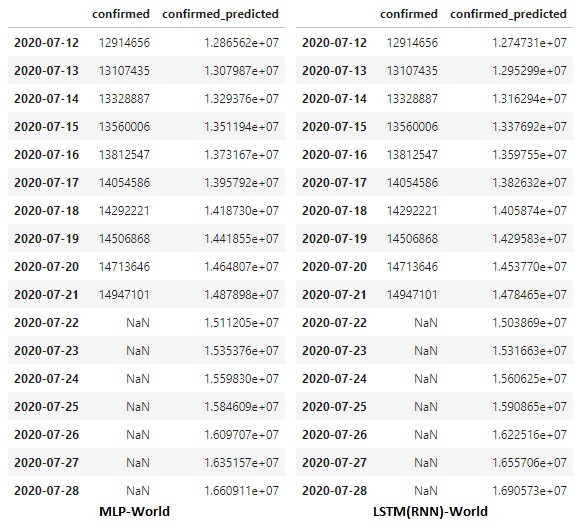 confirmed confirmed_predicted confirmed confirmed_predicted
2020-07-12 12914656 1.286562e+07 2020-07-12 12914656 1.274731e+07
2020-07-13 13107435 1.307987e+07 2020-07-13 13107435 1.295299e+07
2020-07-14 13328887 1.329376e+07 2020-07-14 13328887 1.316294e+07
2020-07-15 13560006 1.351194e+07 2020-07-15 13560006 1.337692e+07
2020-07-16 13812547 1.373167e+07 2020-07-16 13812547 1.359755e+07
2020-07-17 14054586 1.395792e+07 2020-07-17 14054586 1.382632e+07
2020-07-18 14292221 1.418730e+07 2020-07-18 14292221 1.405874e+07
2020-07-19 14506868 1.441855e+07 2020-07-19 14506868 1.429583e+07
2020-07-20 14713646 1.464807e+07 2020-07-20 14713646 1.453770e+07
2020-07-21 14947101 1.487898e+07 2020-07-21 14947101 1.478465e+07
2020-07-22 NaN 1.511205e+07 2020-07-22 NaN 1.503869e+07
2020-07-23 NaN 1.535376e+07 2020-07-23 NaN 1.531663e+07
2020-07-24 NaN 1.559830e+07 2020-07-24 NaN 1.560625e+07
2020-07-25 NaN 1.584609e+07 2020-07-25 NaN 1.590865e+07
2020-07-26 NaN 1.609707e+07 2020-07-26 NaN 1.622516e+07
2020-07-27 NaN 1.635157e+07 2020-07-27 NaN 1.655706e+07
2020-07-28 NaN 1.660911e+07 2020-07-28 NaN 1.690573e+07
MLP-World LSTM(RNN)-World